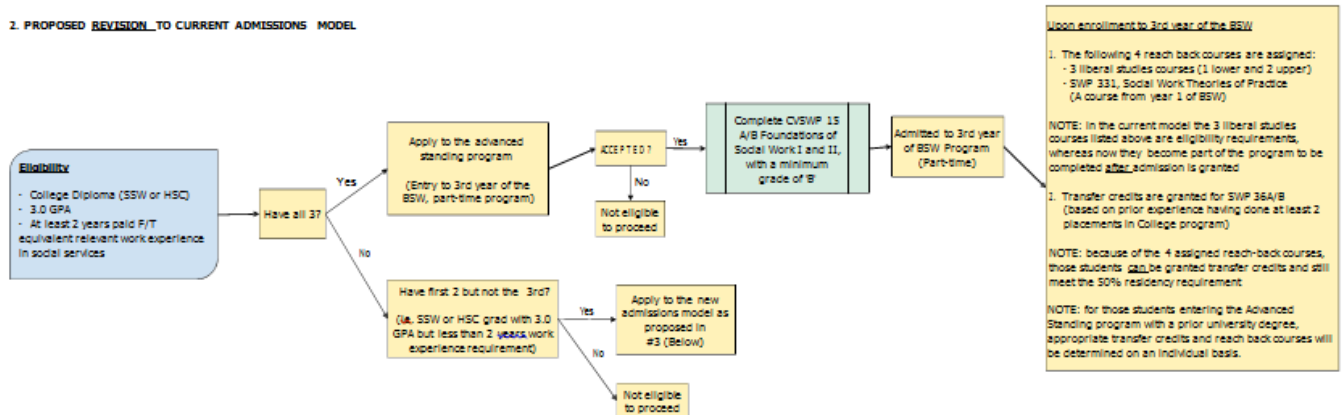 2. PROPOSED REVISION TO CURRENT ADMISSIONS MODEL
Eligibility
- College Diploma (SSW or HSC)
- 3.0 GPA
- At least 2 years paid F/T
equivalent relevant work experience
in social services
Have all 3?
Yes
No
Apply to the advanced
standing program
(Entry to 3rd year of the
BSW, part-time program)
ACCEPTED?
Yes
No
Not eligible
to proceed
Complete CVSWP 15
A/B Foundations of
Social Work I and II,
with a minimum
grade of 'B'
Admitted to 3rd year
of BSW Program
(Part-time)
Have first 2 but not the 3rd?
(ie. SSW or HSC grad with 3.0
GPA but less than 2 years work
experience requirement)
Yes
No
Apply to the new
admissions model as
proposed in
#3 (Below)
Not eligible
to proceed
Upon enrollment to 3rd year of the BSW
1. The following 4 reach back courses are assigned:
- 3 liberal studies courses (1 lower and 2 upper)
- SWP 331, Social Work Theories of Practice
(A course from year 1 of BSW)
NOTE: in the current model the 3 liberal studies
courses listed above are eligibility requirements,
whereas now they become part of the program to be
completed after admission is granted
1. Transfer credits are granted for SWP 36A/B
(based on prior experience having done at least 2
placements in College program)
NOTE: because of the 4 assigned reach-back courses,
those students can be granted transfer credits and still
meet the 50% residency requirement
NOTE: for those students entering the Advanced
Standing program with a prior university degree,
appropriate transfer credits and reach back courses will
be determined on an individual basis.